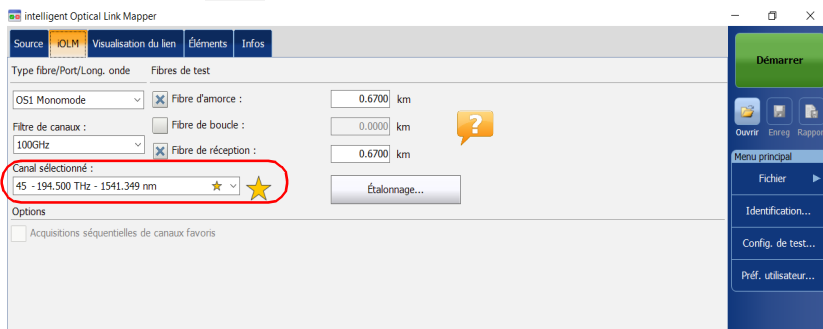 intelligent Optical Link Mapper
Source iOLM Visualisation du lien Éléments Infos
Type fibre/Port/Long. onde Fibres de test
OS1 Monomode Fibre d'amorce : 0.6700 km
Filtre de canaux : Fibre de boucle : 0.0000 km
100GHz Fibre de réception : 0.6700 km
Canal sélectionné :
45 -194.500 THz - 1541.349 nm
Étalonnage...
Options
Acquisitions séquentielles de canaux favoris
Démarrer
Ouvrir Enreg Rappor
Menu principal
Fichier
Identification...
Config. de test...
Préf. utilisateur...